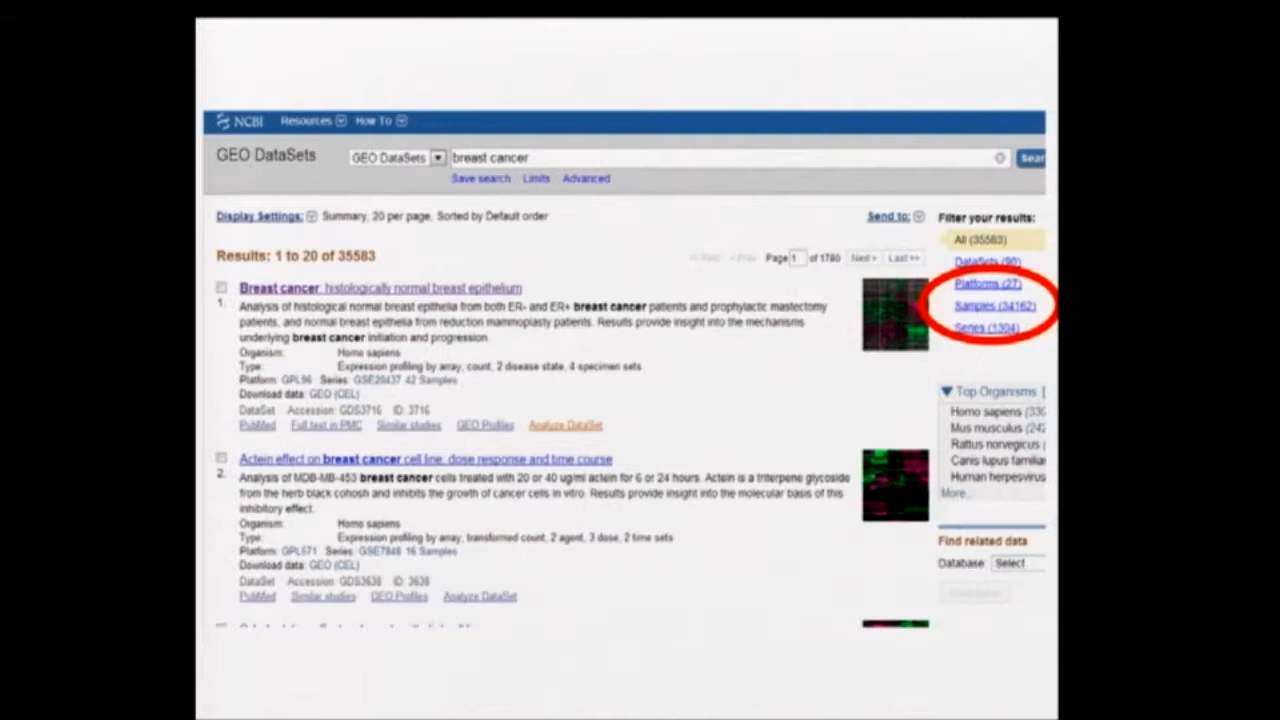 NCBI Resources How To
GEO DataSets GEO DataSets breast cancer Sear
Save search Limits Advanced
Display Settings: Summary, 20 per page, Sorted by Default order Send to:
Filter your results:
All (35583)
DataSets (90)
Platforms (27)
Samples (34162)
Series (1304)
Results: 1 to 20 of 35583
<< First < Prev Page 1 of 1780 Next > Last >>
Breast cancer: histologically normal breast epithelium
1.
Analysis of histological normal breast epithelia from both ER- and ER+ breast cancer patients and prophylactic mastectomy
patients, and normal breast epithelium from reduction mammoplasty patients. Results provide insight into the mechanisms
underlying breast cancer initiation and progression
Organism: Homo sapiens
Type: Expression profiling by array, count, 2 disease state, 4 specimen sets
Platform: GPL96 Series: GSE20437 42 Samples
Download data: GEO (CEL)
DataSet Accession: GDS3716 ID: 3716
PubMed Full text in PMC Similar studies GEO Profiles Analyze DataSet
Actein effect on breast cancer cell line: dose response and time course
2.
Analysis of MDB-MB-453 breast cancer cells treated with 20 or 40 ug/ml actein for 6 or 24 hours. Actein is a triterpene glycoside
from the herb black cohosh and inhibits the growth of cancer cells in vitro. Results provide insight into the molecular basis of this
inhibitory effect.
Organism: Homo sapiens
Type: Expression profiling by array, transformed count, 2 agent, 3 dose, 2 time sets
Platform: GPL571 Series: GSE7848 16 Samples
Download data: GEO (CEL)
DataSet Accession: GDS3638 ID: 3638
PubMed Similar studies GEO Profiles Analyze DataSet
Top Organisms [
Homo sapiens (330
Mus musculus (242
Rattus norvegicus (
Canis lupus familiar
Human herpesvirus
More...
Find related data
Database: Select